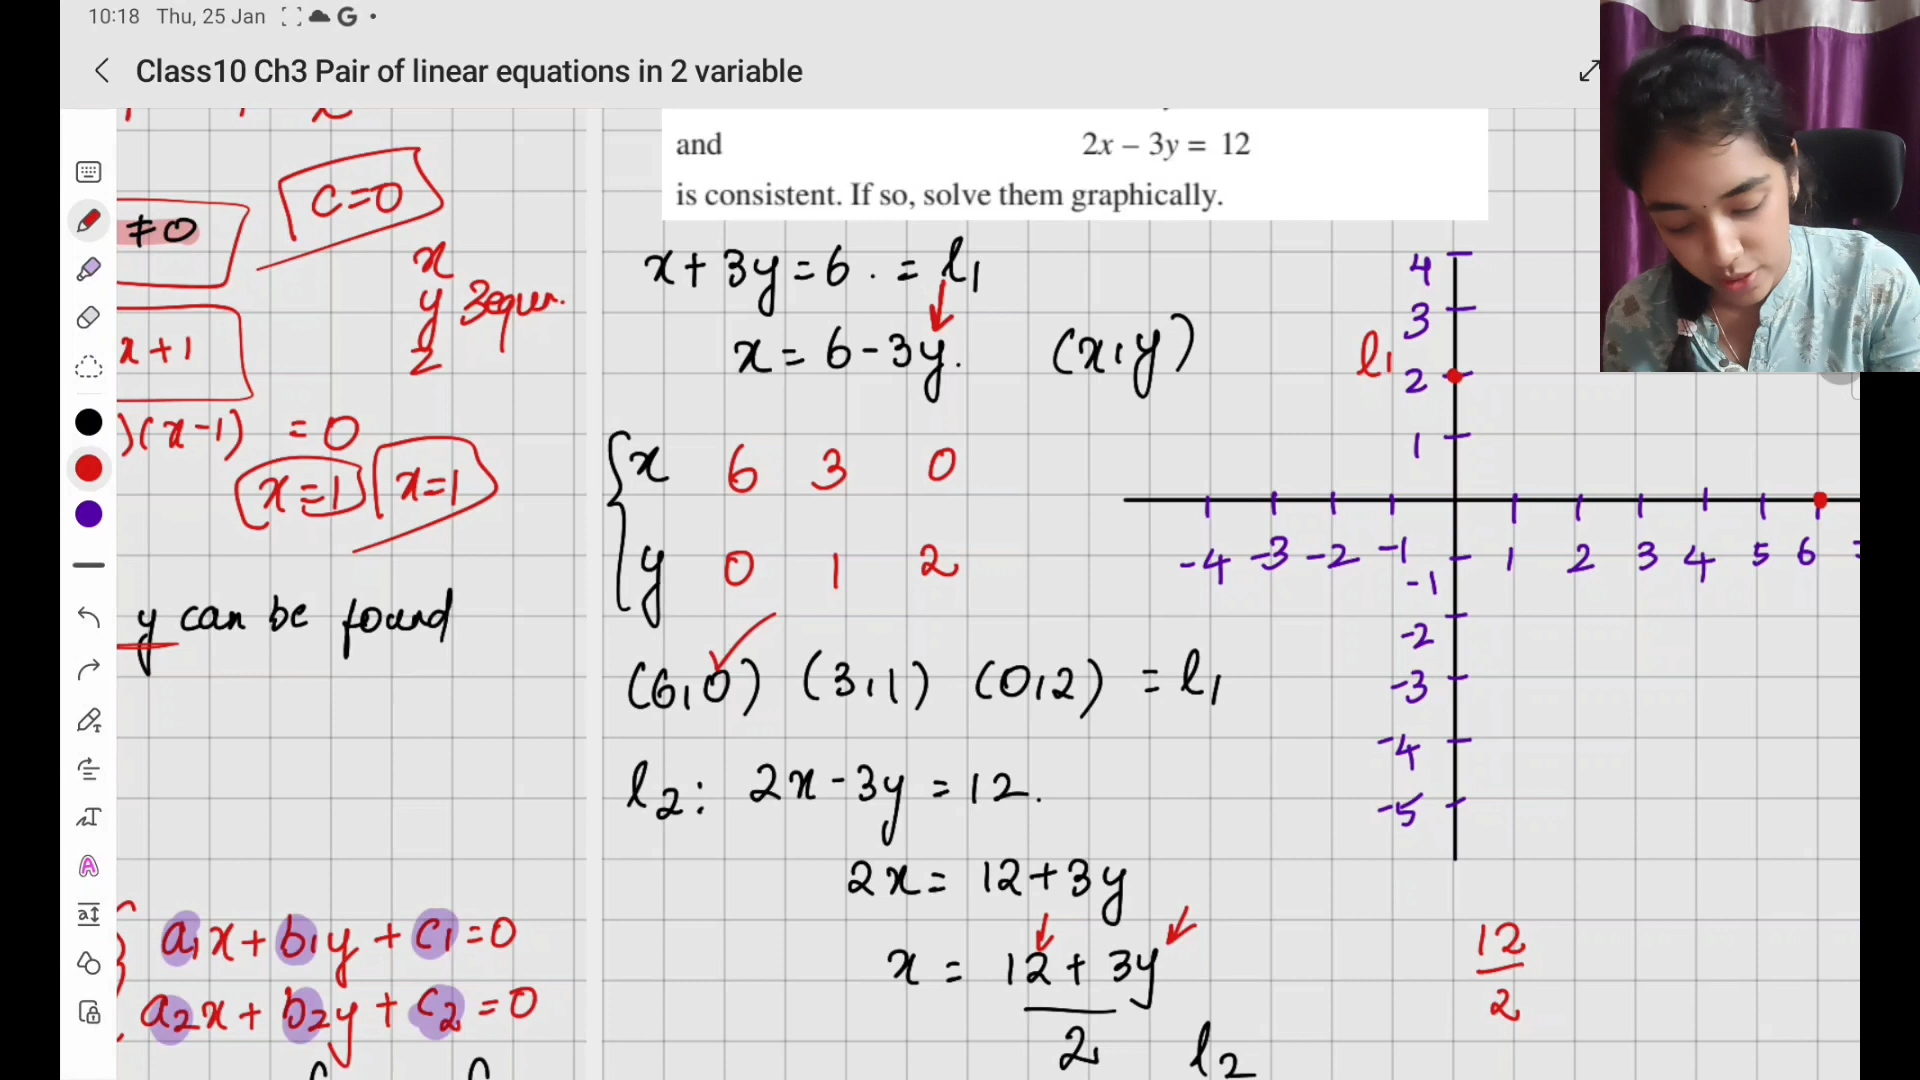 10:18 Thu, 25 Jan
Class10 Ch3 Pair of linear equations in 2 variable
and 2x – 3y = 12
is consistent. If so, solve them graphically.
c=0
≠0
x
y 3equn.
z
x+1
)(x-1) =0
x=1 x=1
y can be found
a1x+b1y+c1=0
a2x+b2y+c2=0
x+3y=6. = l1
x=6-3y. (x,y)
x 6 3 0
y 0 1 2
(6,0) (3,1) (0,2) = l1
l2: 2x-3y=12.
2x= 12+3y
x = 12+3y
2
l2
4
3
l1
2
1
-4 -3 -2 -1 1 2 3 4 5 6
-1
-2
-3
-4
-5
12
2